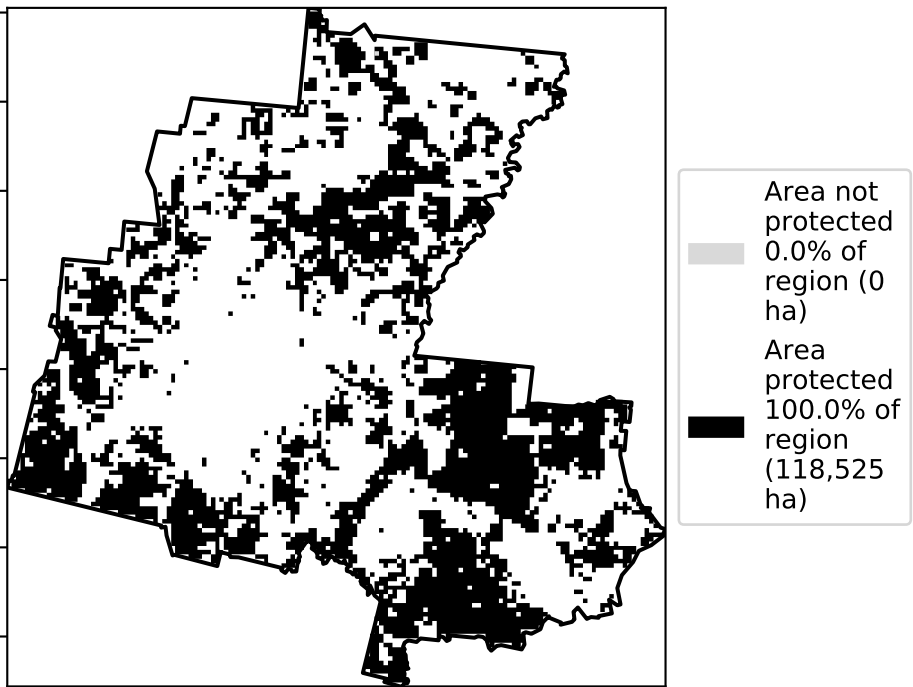 Area not
protected
0.0% of
region (0
ha)
Area
protected
100.0% of
region
(118,525
ha)